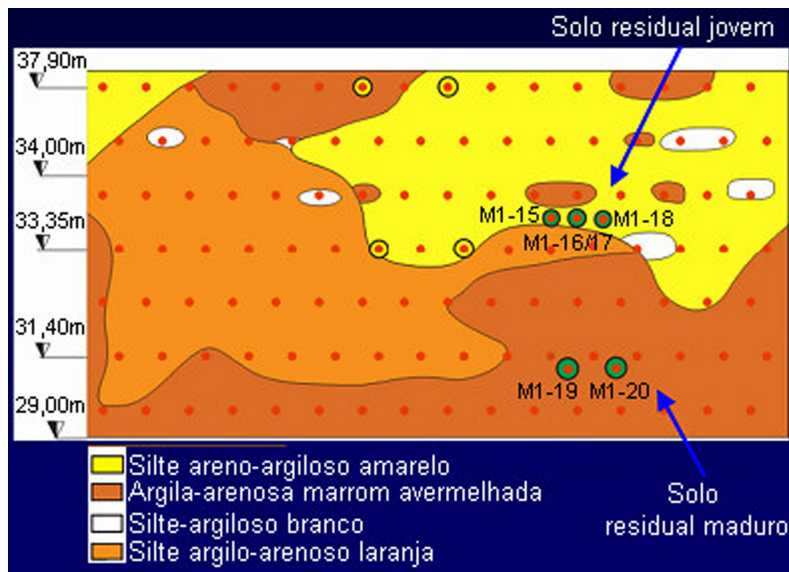 Solo residual jovem
37,90m
34,00m
33,35m
M1-15
M1-18
M1-16/17
31,40m
M1-19 M1-20
29,00m
Silte areno-argiloso amarelo
Argila-arenosa marrom avermelhada
Silte-argiloso branco
Silte argilo-arenoso laranja
Solo
residual maduro